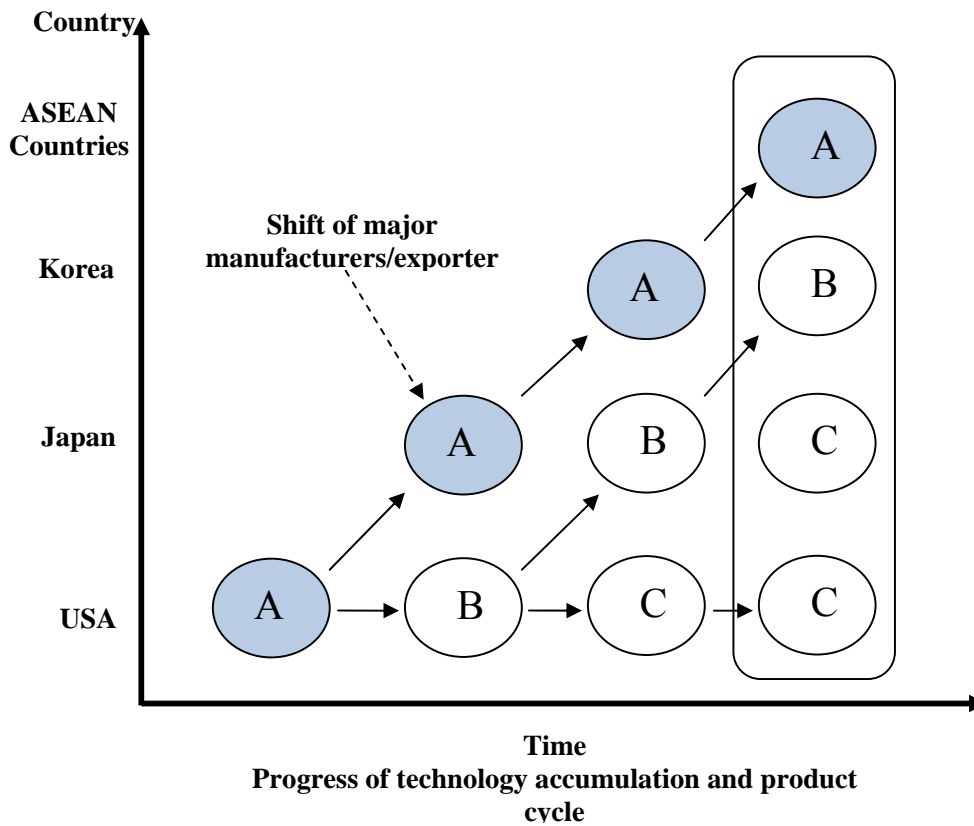 Country
ASEAN
Countries
A
Shift of major
manufacturers/exporter
Korea
A
B
Japan
A
B
C
USA
A
B
C
C
Time
Progress of technology accumulation and product
cycle